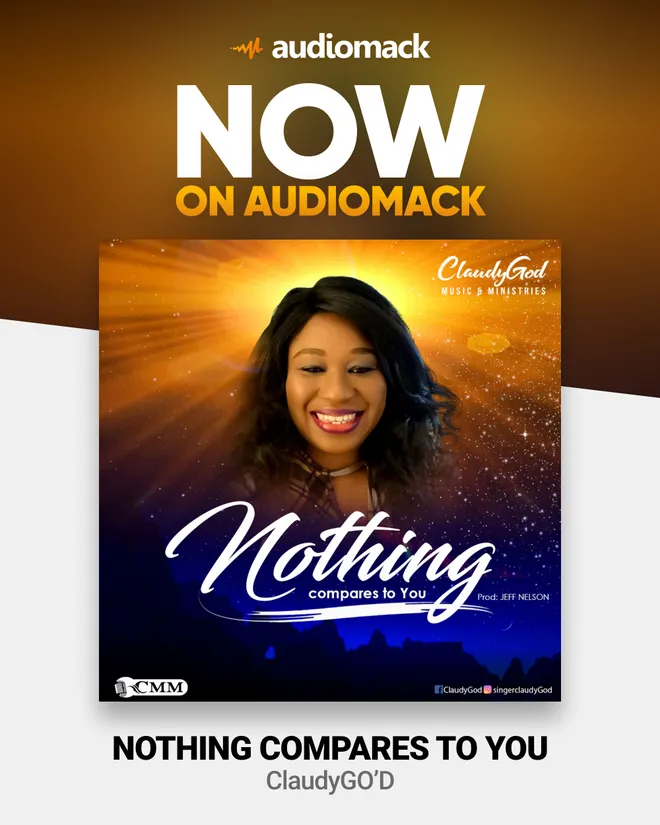 audiomack
NOW
ON AUDIOMACK
ClaudyGod
MUSIC & MINISTRIES
Nothing
compares to You
Prod: JEFF NELSON
CMM
ClaudyGod singerclaudyGod
NOTHING COMPARES TO YOU
ClaudyGO'D